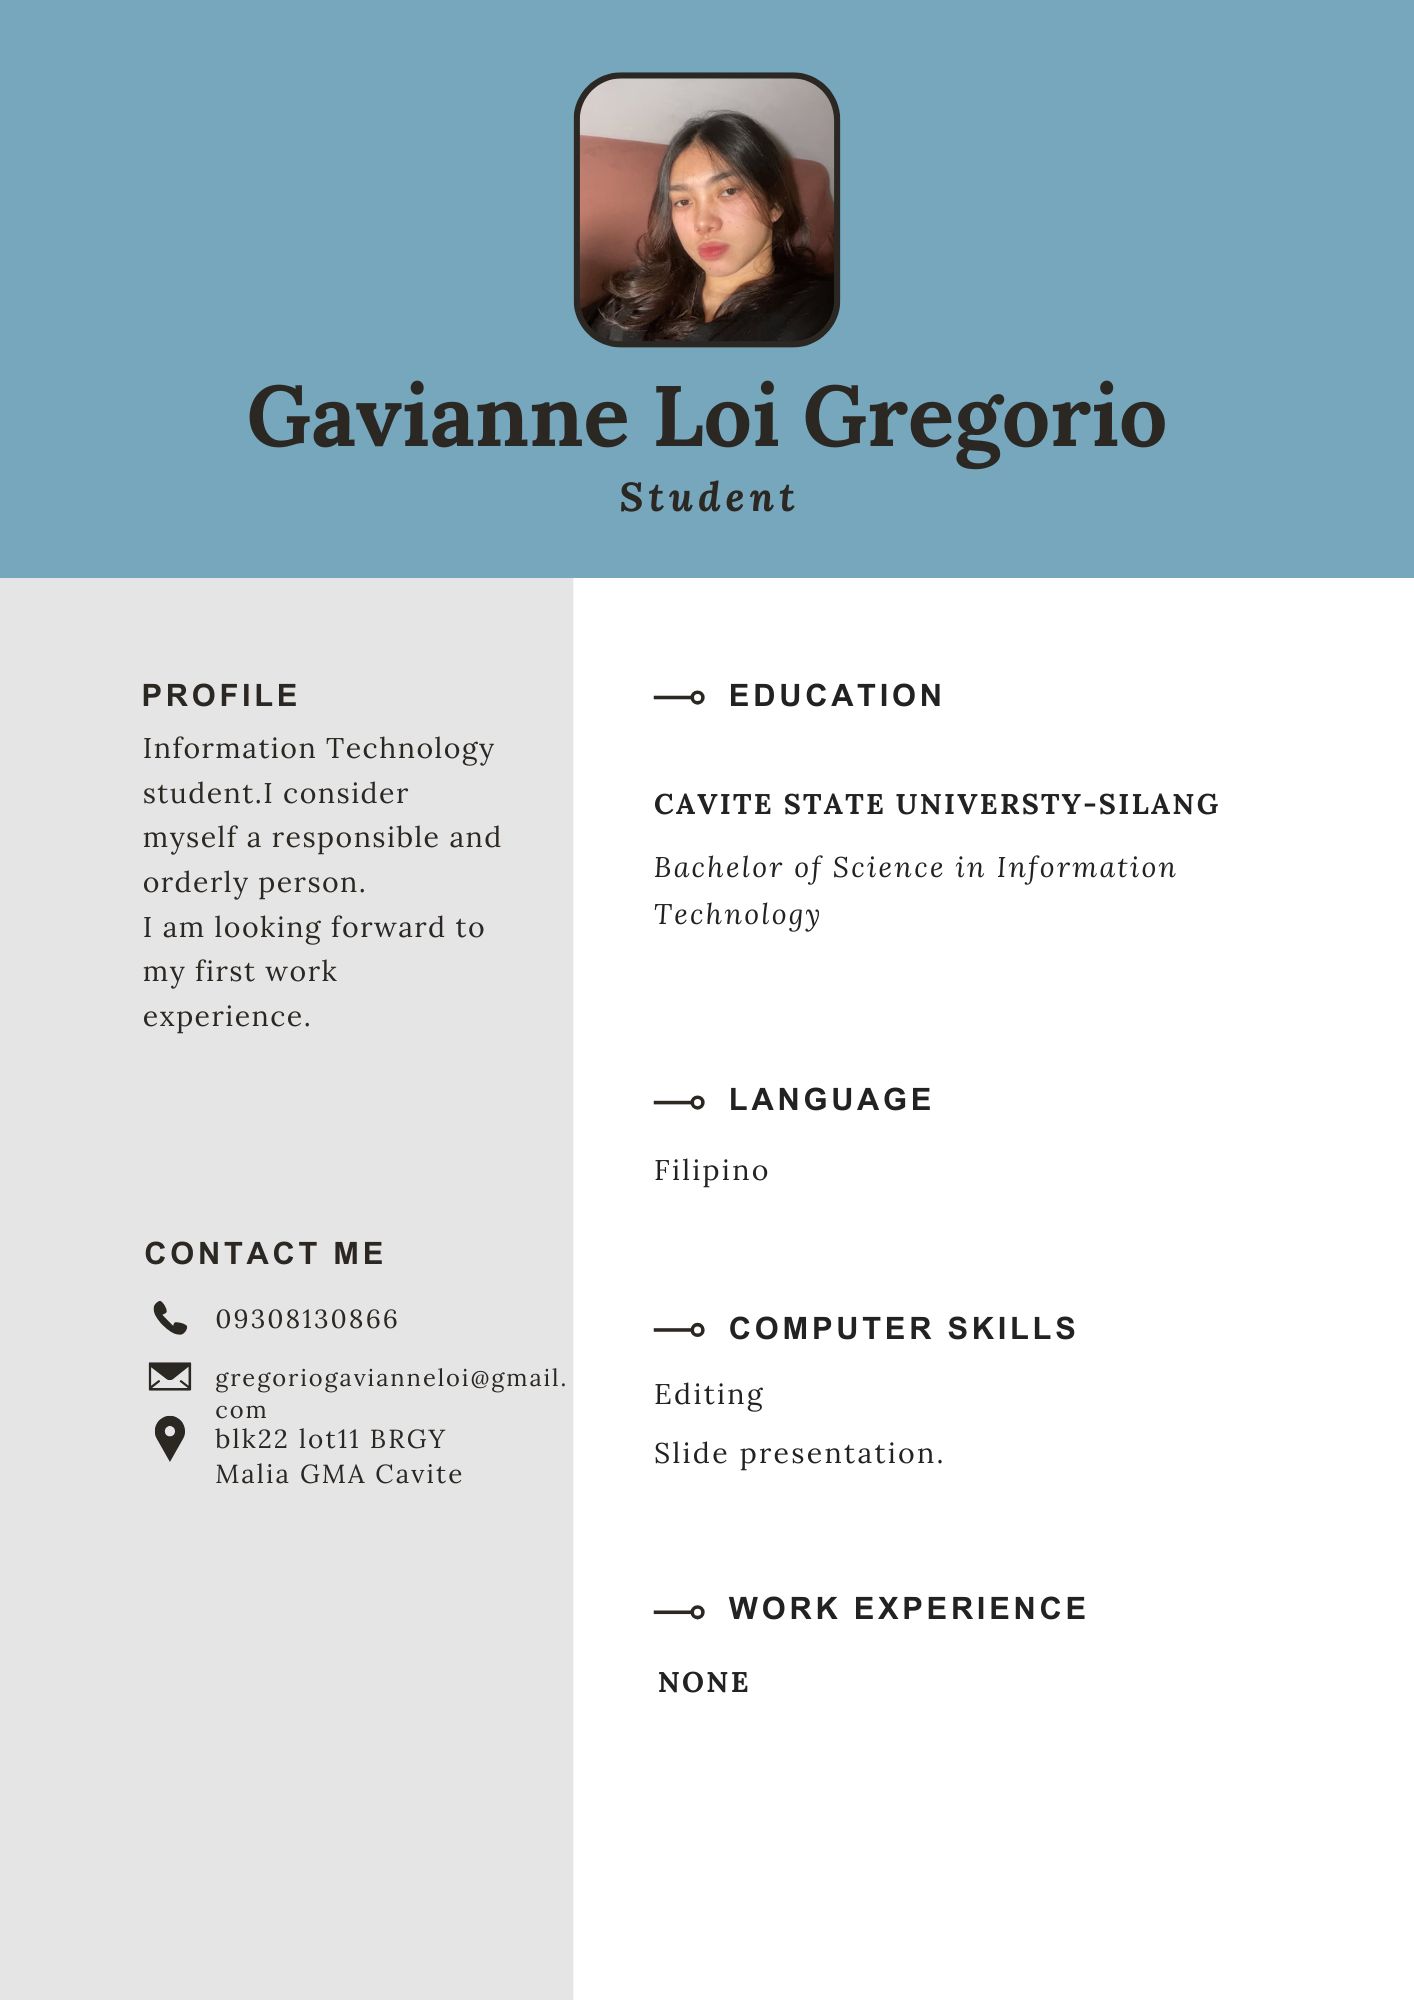 Gavianne Loi Gregorio
Student
PROFILE
Information Technology
student.I consider
myself a responsible and
orderly person.
I am looking forward to
my first work
experience.
CONTACT ME
09308130866
gregoriogavianneloi@gmail.
com
blk22 lot11 BRGY
Malia GMA Cavite
EDUCATION
CAVITE STATE UNIVERSTY-SILANG
Bachelor of Science in Information
Technology
LANGUAGE
Filipino
COMPUTER SKILLS
Editing
Slide presentation.
WORK EXPERIENCE
NONE